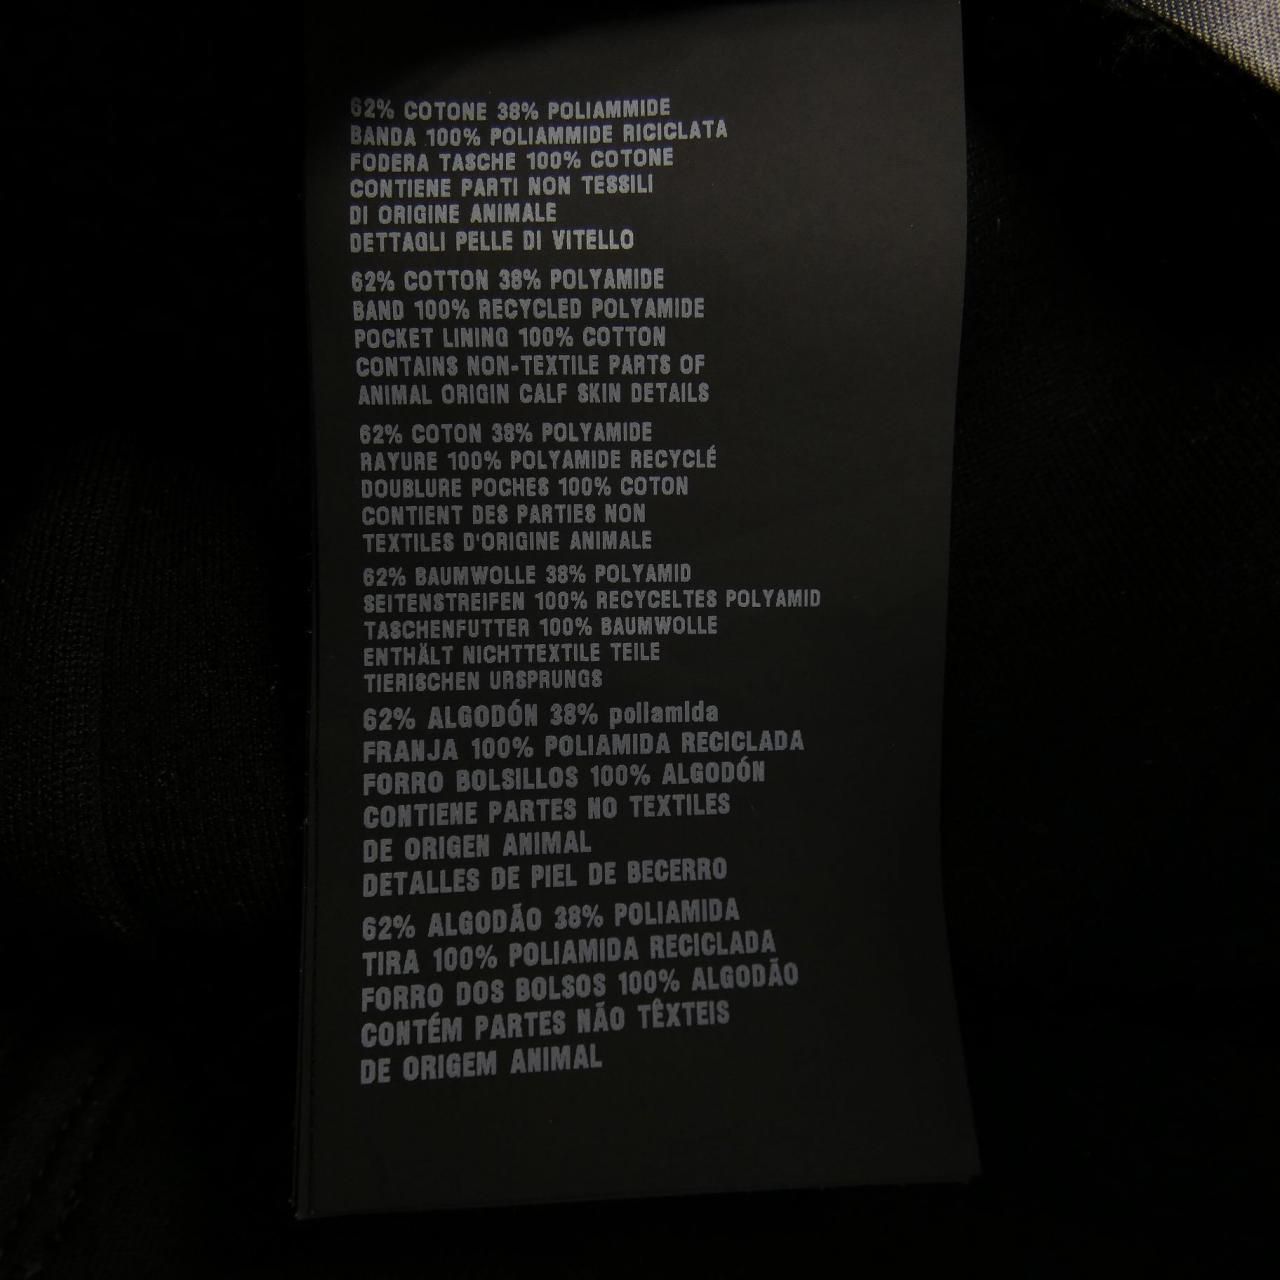 62% COTONE 38% POLIAMMIDE
BANDA 100% POLIAMMIDE RICICLATA
FODERA TASCHE 100% COTONE
CONTIENE PARTI NON TESSILI
DI ORIGINE ANIMALE
DETTAGLI PELLE DI VITELLO
62% COTTON 38% POLYAMIDE
BAND 100% RECYCLED POLYAMIDE
POCKET LINING 100% COTTON
CONTAINS NON-TEXTILE PARTS OF
ANIMAL ORIGIN CALF SKIN DETAILS
62% COTON 38% POLYAMIDE
RAYURE 100% POLYAMIDE RECYCLÉ
DOUBLURE POCHES 100% COTON
CONTIENT DES PARTIES NON
TEXTILES D'ORIGINE ANIMALE
62% BAUMWOLLE 38% POLYAMID
SEITENSTREIFEN 100% RECYCELTES POLYAMID
TASCHENFUTTER 100% BAUMWOLLE
ENTHÄLT NICHTTEXTILE TEILE
TIERISCHEN URSPRUNGS
62% ALGODÓN 38% poliamida
FRANJA 100% POLIAMIDA RECICLADA
FORRO BOLSILLOS 100% ALGODÓN
CONTIENE PARTES NO TEXTILES
DE ORIGEN ANIMAL
DETALLES DE PIEL DE BECERRO
62% ALGODÃO 38% POLIAMIDA
TIRA 100% POLIAMIDA RECICLADA
FORRO DOS BOLSOS 100% ALGODÃO
CONTÉM PARTES NÃO TÊXTEIS
DE ORIGEM ANIMAL